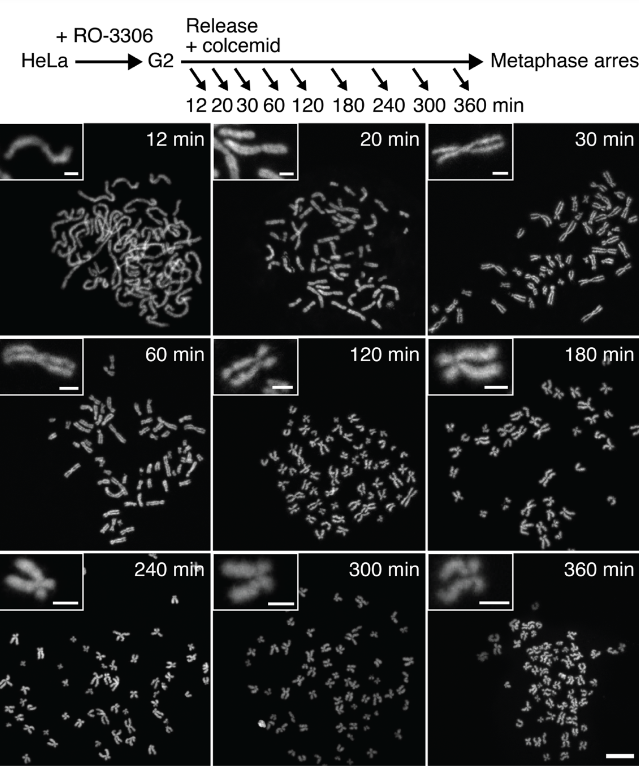 Release
+ RO-3306
+ colcemid
HeLa
G2
Metaphase arres
12 20 30 60 120 180 240 300 360 min
12 min
20 min
30 min
60 min
120 min
180 min
240 min
300 min
360 min